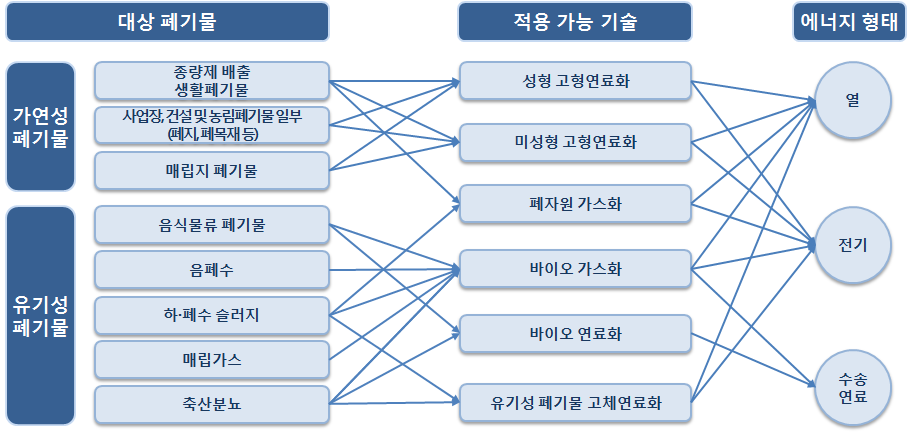 대상 폐기물
적용 가능 기술
에너지 형태
가연성
폐기물
종량제 배출
생활폐기물
사업장, 건설 및 농림폐기물 일부
(폐지, 폐목재 등)
매립지 폐기물
유기성
폐기물
음식물류 폐기물
음폐수
하·폐수 슬러지
매립가스
축산분뇨
성형 고형연료화
미성형 고형연료화
폐자원 가스화
바이오 가스화
바이오 연료화
유기성 폐기물 고체연료화
열
전기
수송
연료